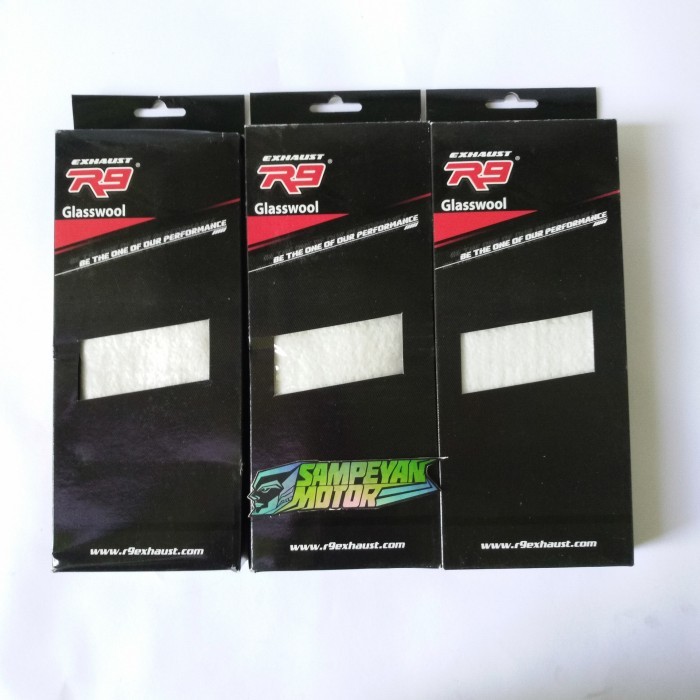 EXHAUST
R9®
Glasswool
BE THE ONE OF OUR PERFORMANCE
www.r9exhaust.com
EXHAUST
R9®
Glasswool
BE THE ONE OF OUR PERFORMANCE
SAMPEYAN
MOTOR
www.r9exhaust.com
EXHAUST
R9®
Glasswool
BE THE ONE OF OUR PERFORMANCE
www.r9exhaust.com